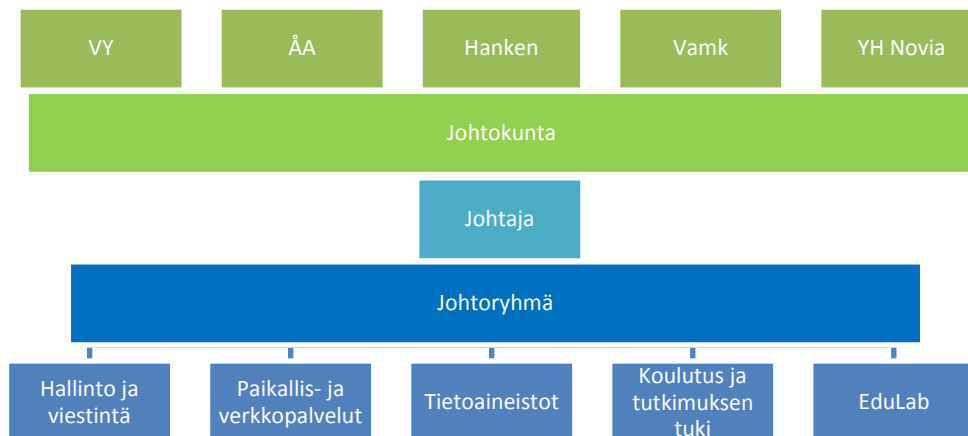 VY
ÅA
Hanken
Vamk
YH Novia
Johtokunta
Johtaja
Johtoryhmä
Hallinto ja
viestintä
Paikallis- ja
verkkopalvelut
Tietoaineistot
Koulutus ja
tutkimuksen
tuki
EduLab